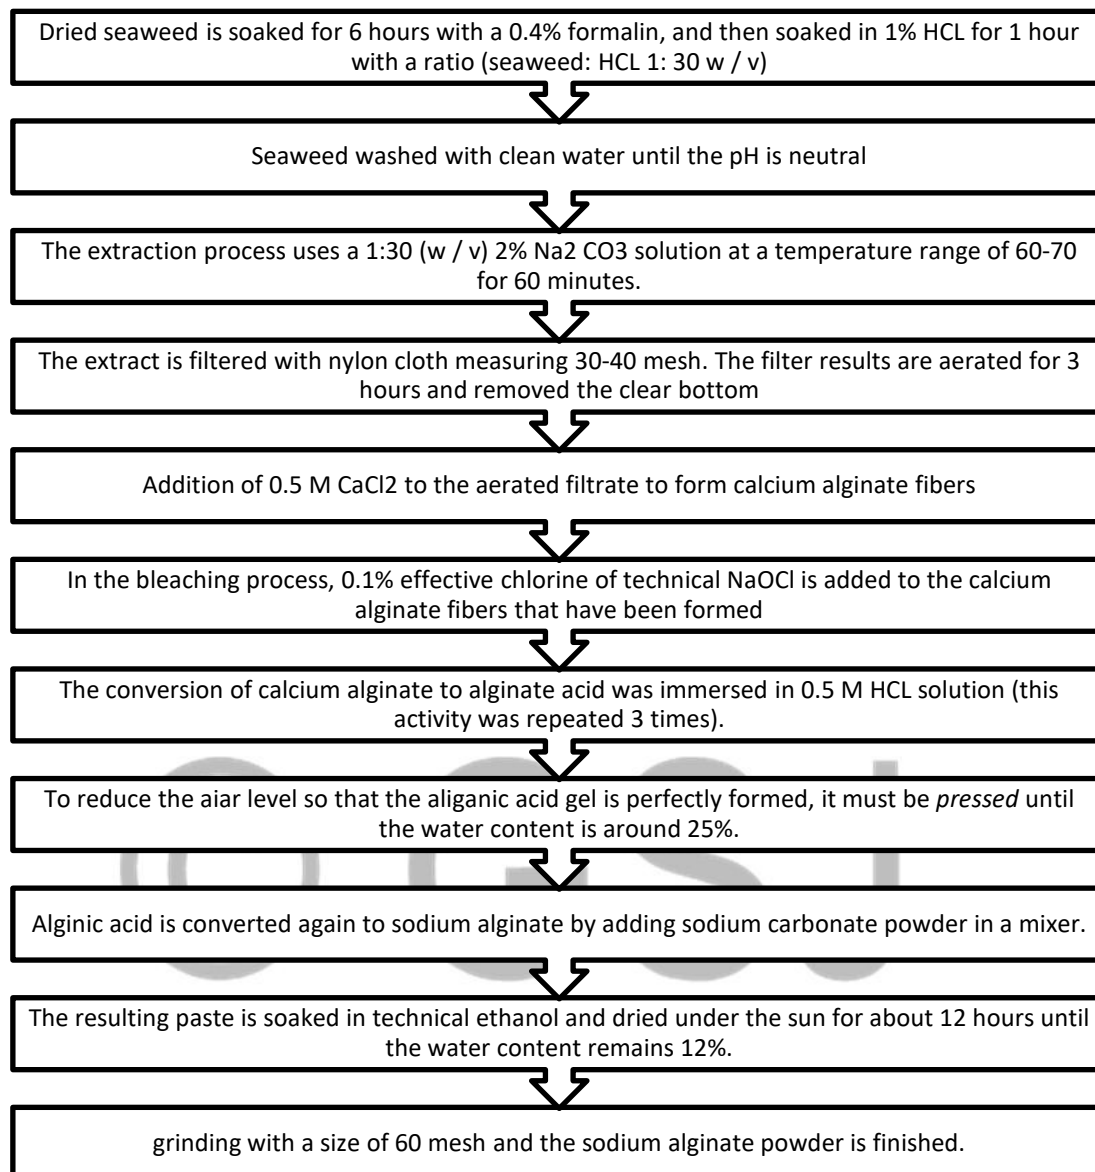 Dried seaweed is soaked for 6 hours with a 0.4% formalin, and then soaked in 1% HCL for 1 hour
with a ratio (seaweed: HCL 1: 30 w / v)
Seaweed washed with clean water until the pH is neutral
The extraction process uses a 1:30 (w / v) 2% Na2 CO3 solution at a temperature range of 60-70
for 60 minutes.
The extract is filtered with nylon cloth measuring 30-40 mesh. The filter results are aerated for 3
hours and removed the clear bottom
Addition of 0.5 M CaCl2 to the aerated filtrate to form calcium alginate fibers
In the bleaching process, 0.1% effective chlorine of technical NaOCl is added to the calcium
alginate fibers that have been formed
The conversion of calcium alginate to alginate acid was immersed in 0.5 M HCL solution (this
activity was repeated 3 times).
To reduce the aiar level so that the aliganic acid gel is perfectly formed, it must be pressed until
the water content is around 25%.
Alginic acid is converted again to sodium alginate by adding sodium carbonate powder in a mixer.
The resulting paste is soaked in technical ethanol and dried under the sun for about 12 hours until
the water content remains 12%.
grinding with a size of 60 mesh and the sodium alginate powder is finished.
© GSJ